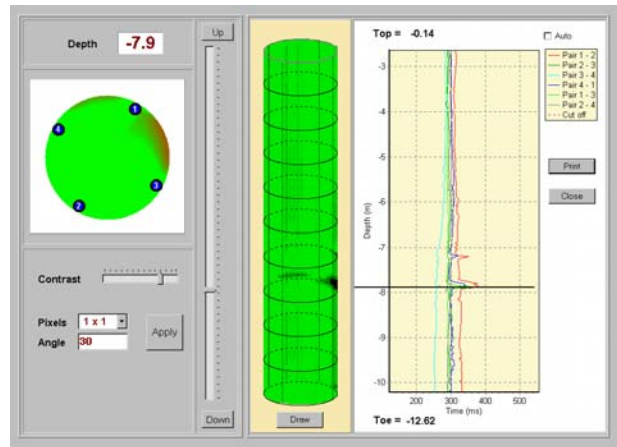 Depth -7.9
1
4
3
2
Contrast
Pixels 1 x 1
Angle 30
Apply
Up
Down
Draw
Top = -0.14
Auto
Pair 1 - 2
Pair 2 - 3
Pair 3 - 4
Pair 4 - 1
Pair 1 - 3
Pair 2 - 4
Cut off
Print
Close
Depth (m)
-3
-4
-5
-6
-7
-8
-9
-10
200 300 400 500
Time (ms)
Toe = -12.62